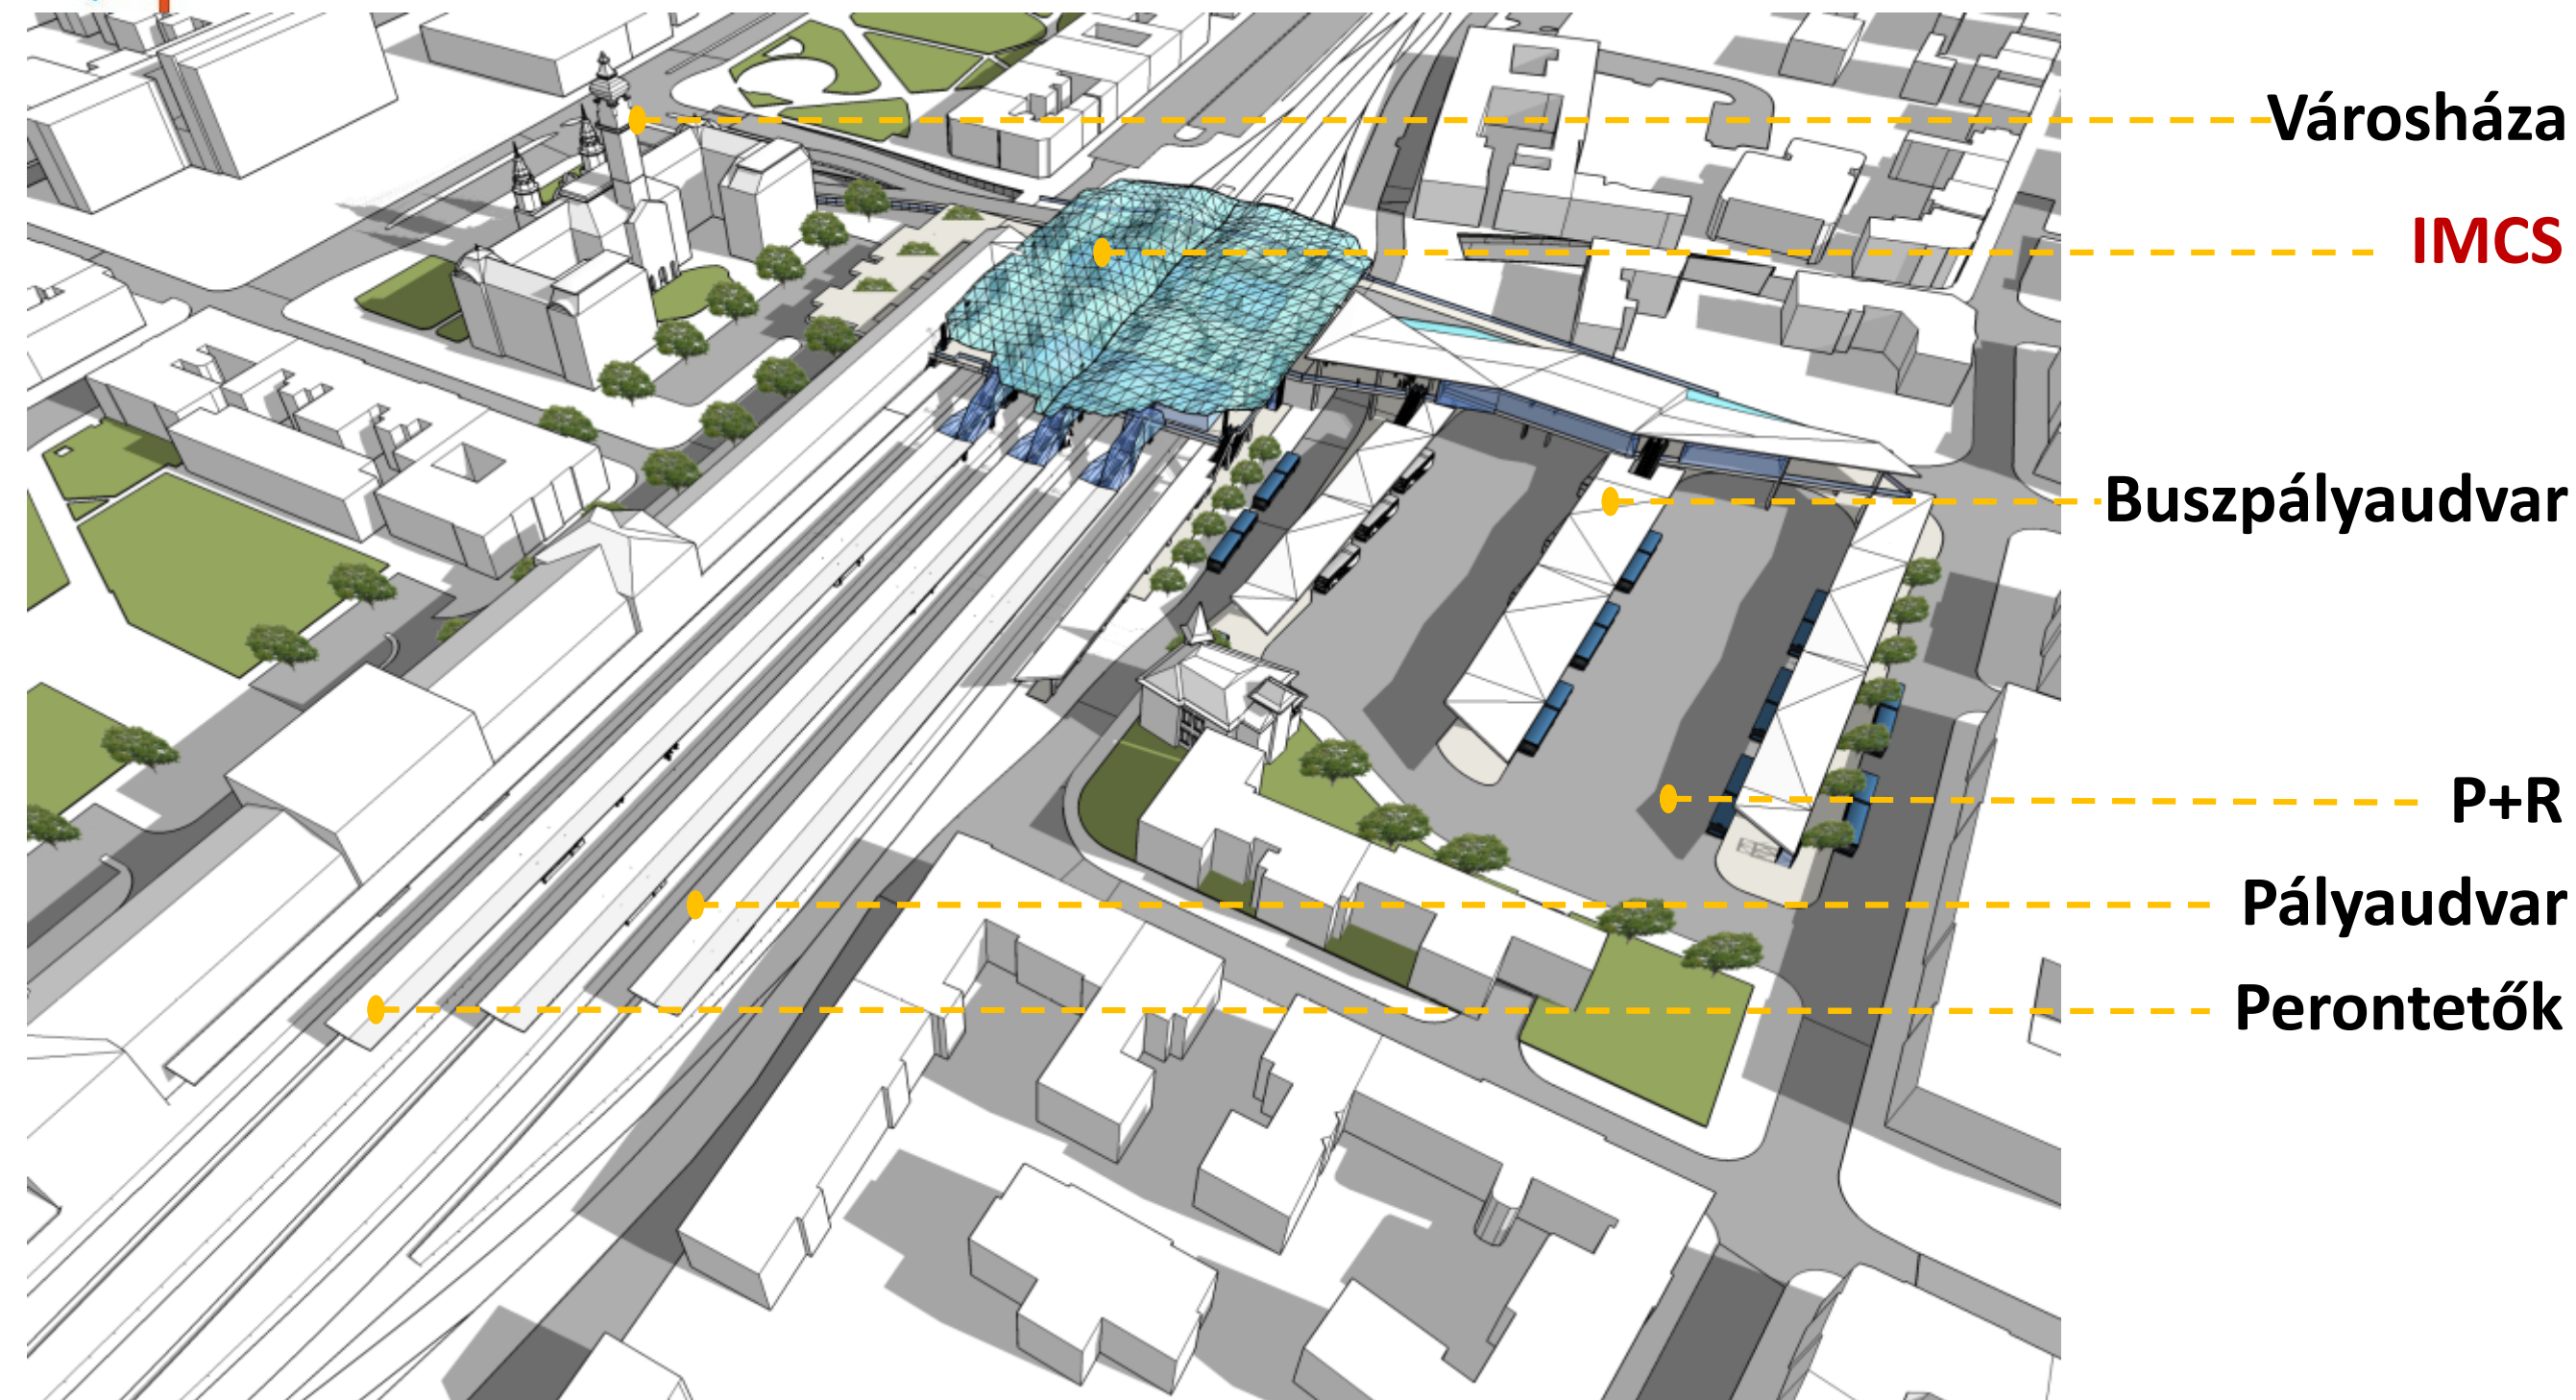 Városháza
IMCS
Buszpályaudvar
P+R
Pályaudvar
Perontetők